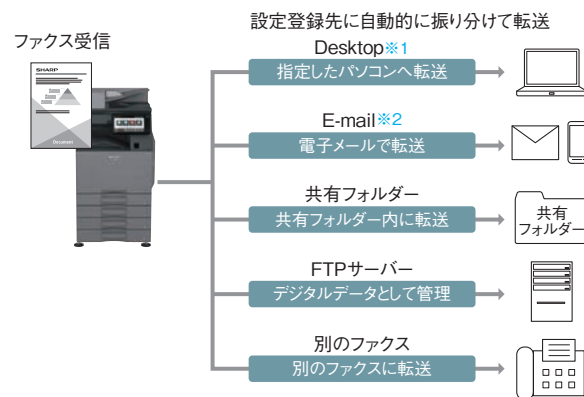 設定登録先に自動的に振り分けて転送
ファクス受信
SHARP
Document
Desktop※1
指定したパソコンへ転送
E-mail※2
電子メールで転送
共有フォルダー
共有フォルダー内に転送
共有
フォルダー
FTPサーバー
デジタルデータとして管理
別のファクス
別のファクスに転送